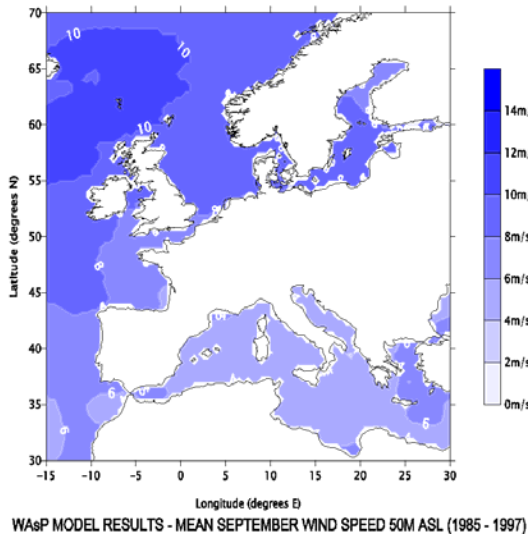 70
65
60
55
50
45
40
35
30
Latitude (degrees N)
10
10
10
8
6
6
6
14m/
12m/
10m/
8m/s
6m/s
4m/s
2m/s
0m/s
−15 −10 −5 0 5 10 15 20 25 30
Longitude (degrees E)
WAsP MODEL RESULTS - MEAN SEPTEMBER WIND SPEED 50M ASL (1985 - 1997)